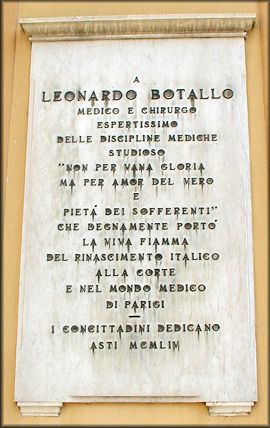 A
LEONARDO BOTALLO
MEDICO E CHIRURGO
ESPERTISSIMO
DELLE DISCIPLINE MEDICHE
STUDIOSO
"NON PER VANA GLORIA
MA PER AMOR DEL VERO
E
PIETA' DEI SOFFERENTI"
CHE DEGNAMENTE PORTO'
LA VIVA FIAMMA
DEL RINASCIMENTO ITALICO
ALLA CORTE
E NEL MONDO MEDICO
DI PARIGI
—
I CONCITTADINI DEDICANO
ASTI MCMLIV